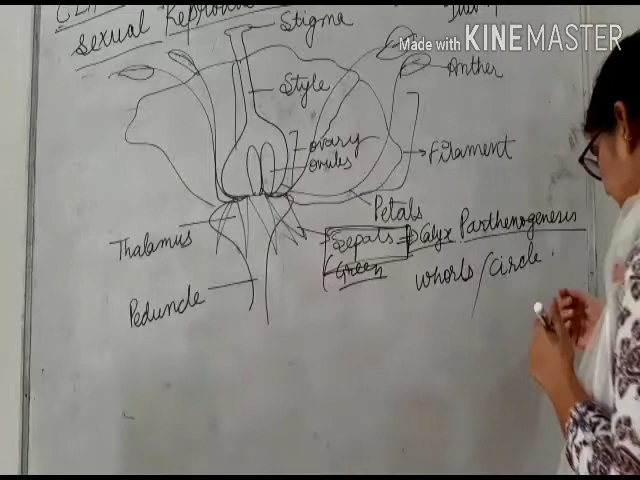 Sexual
Stigma
Made with KINEMASTER
Anther
Style
ovary
ovules
Filament
Petals
Thalamus
Sepals => Calyx Parthenogenesis
Green
whorls / Circle
Peduncle